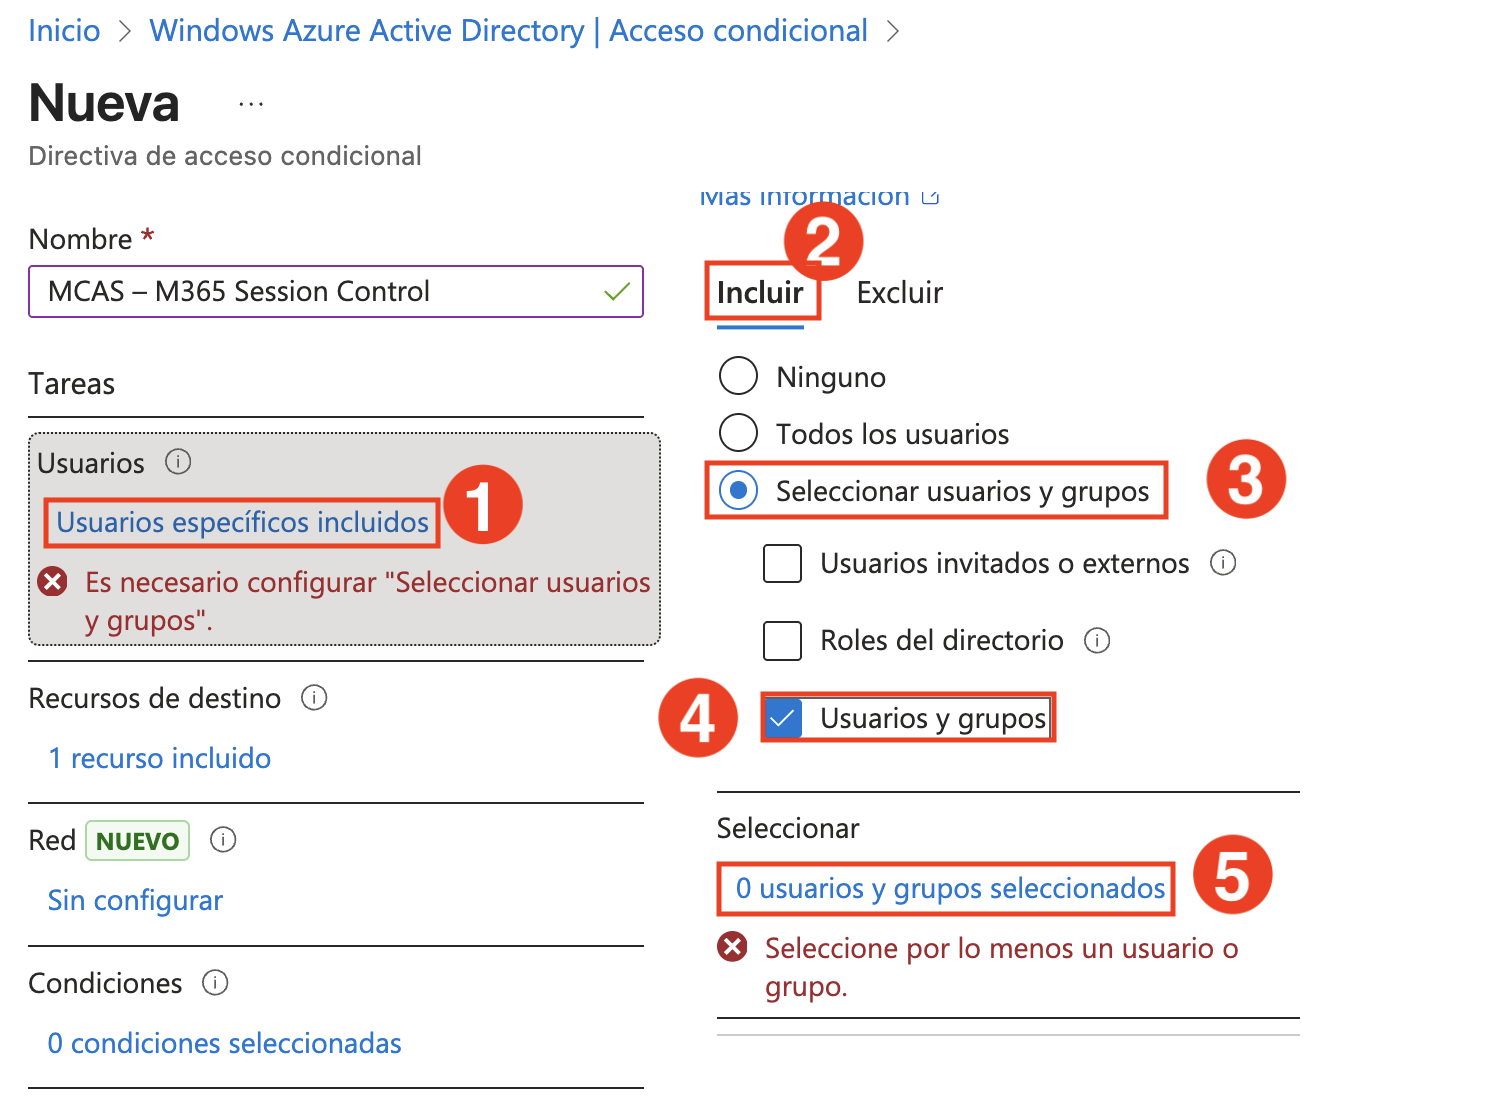 Inicio > Windows Azure Active Directory | Acceso condicional >
Nueva ...
Directiva de acceso condicional
Más información
Nombre *
MCAS – M365 Session Control
Tareas
Usuarios
Usuarios específicos incluidos
1
Es necesario configurar "Seleccionar usuarios
y grupos".
Recursos de destino
1 recurso incluido
Red NUEVO
Sin configurar
Condiciones
0 condiciones seleccionadas
2
Incluir Excluir
Ninguno
Todos los usuarios
Seleccionar usuarios y grupos
3
Usuarios invitados o externos
Roles del directorio
4
Usuarios y grupos
Seleccionar
0 usuarios y grupos seleccionados
5
Seleccione por lo menos un usuario o
grupo.